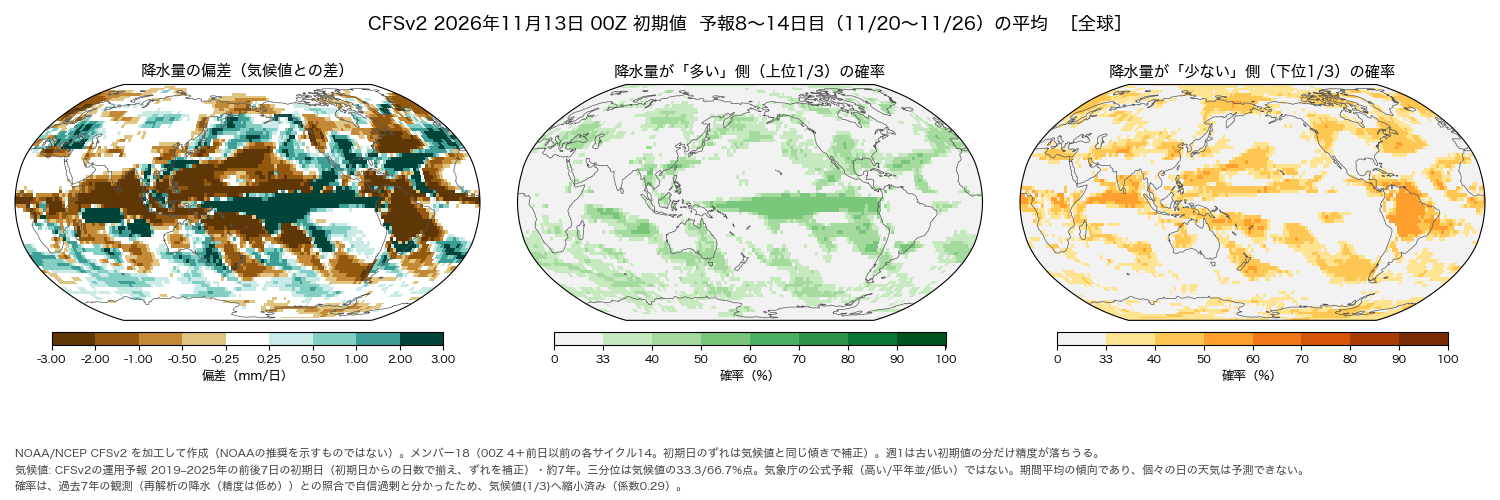 CFSv2 2026年11月13日 00Z 初期値  予報8〜14日目（11/20〜11/26）の平均  ［全球］
降水量の偏差（気候値との差）
降水量が「多い」側（上位1/3）の確率
降水量が「少ない」側（下位1/3）の確率
-3.00 -2.00 -1.00 -0.50 -0.25 0.25 0.50 1.00 2.00 3.00
偏差（mm/日）
0 33 40 50 60 70 80 90 100
確率（%）
0 33 40 50 60 70 80 90 100
確率（%）
NOAA/NCEP CFSv2 を加工して作成（NOAAの推奨を示すものではない）。メンバー18（00Z 4＋前日以前の各サイクル14。初期日のずれは気候値と同じ傾きで補正）。週1は古い初期値の分だけ精度が落ちうる。
気候値: CFSv2の運用予報 2019–2025年の前後7日の初期日（初期日からの日数で揃え、ずれを補正）・約7年。三分位は気候値の33.3/66.7%点。気象庁の公式予報（高い/平年並/低い）ではない。期間平均の傾向であり、個々の日の天気は予測できない。
確率は、過去7年の観測（再解析の降水（精度は低め））との照合で自信過剰と分かったため、気候値(1/3)へ縮小済み（係数0.29）。